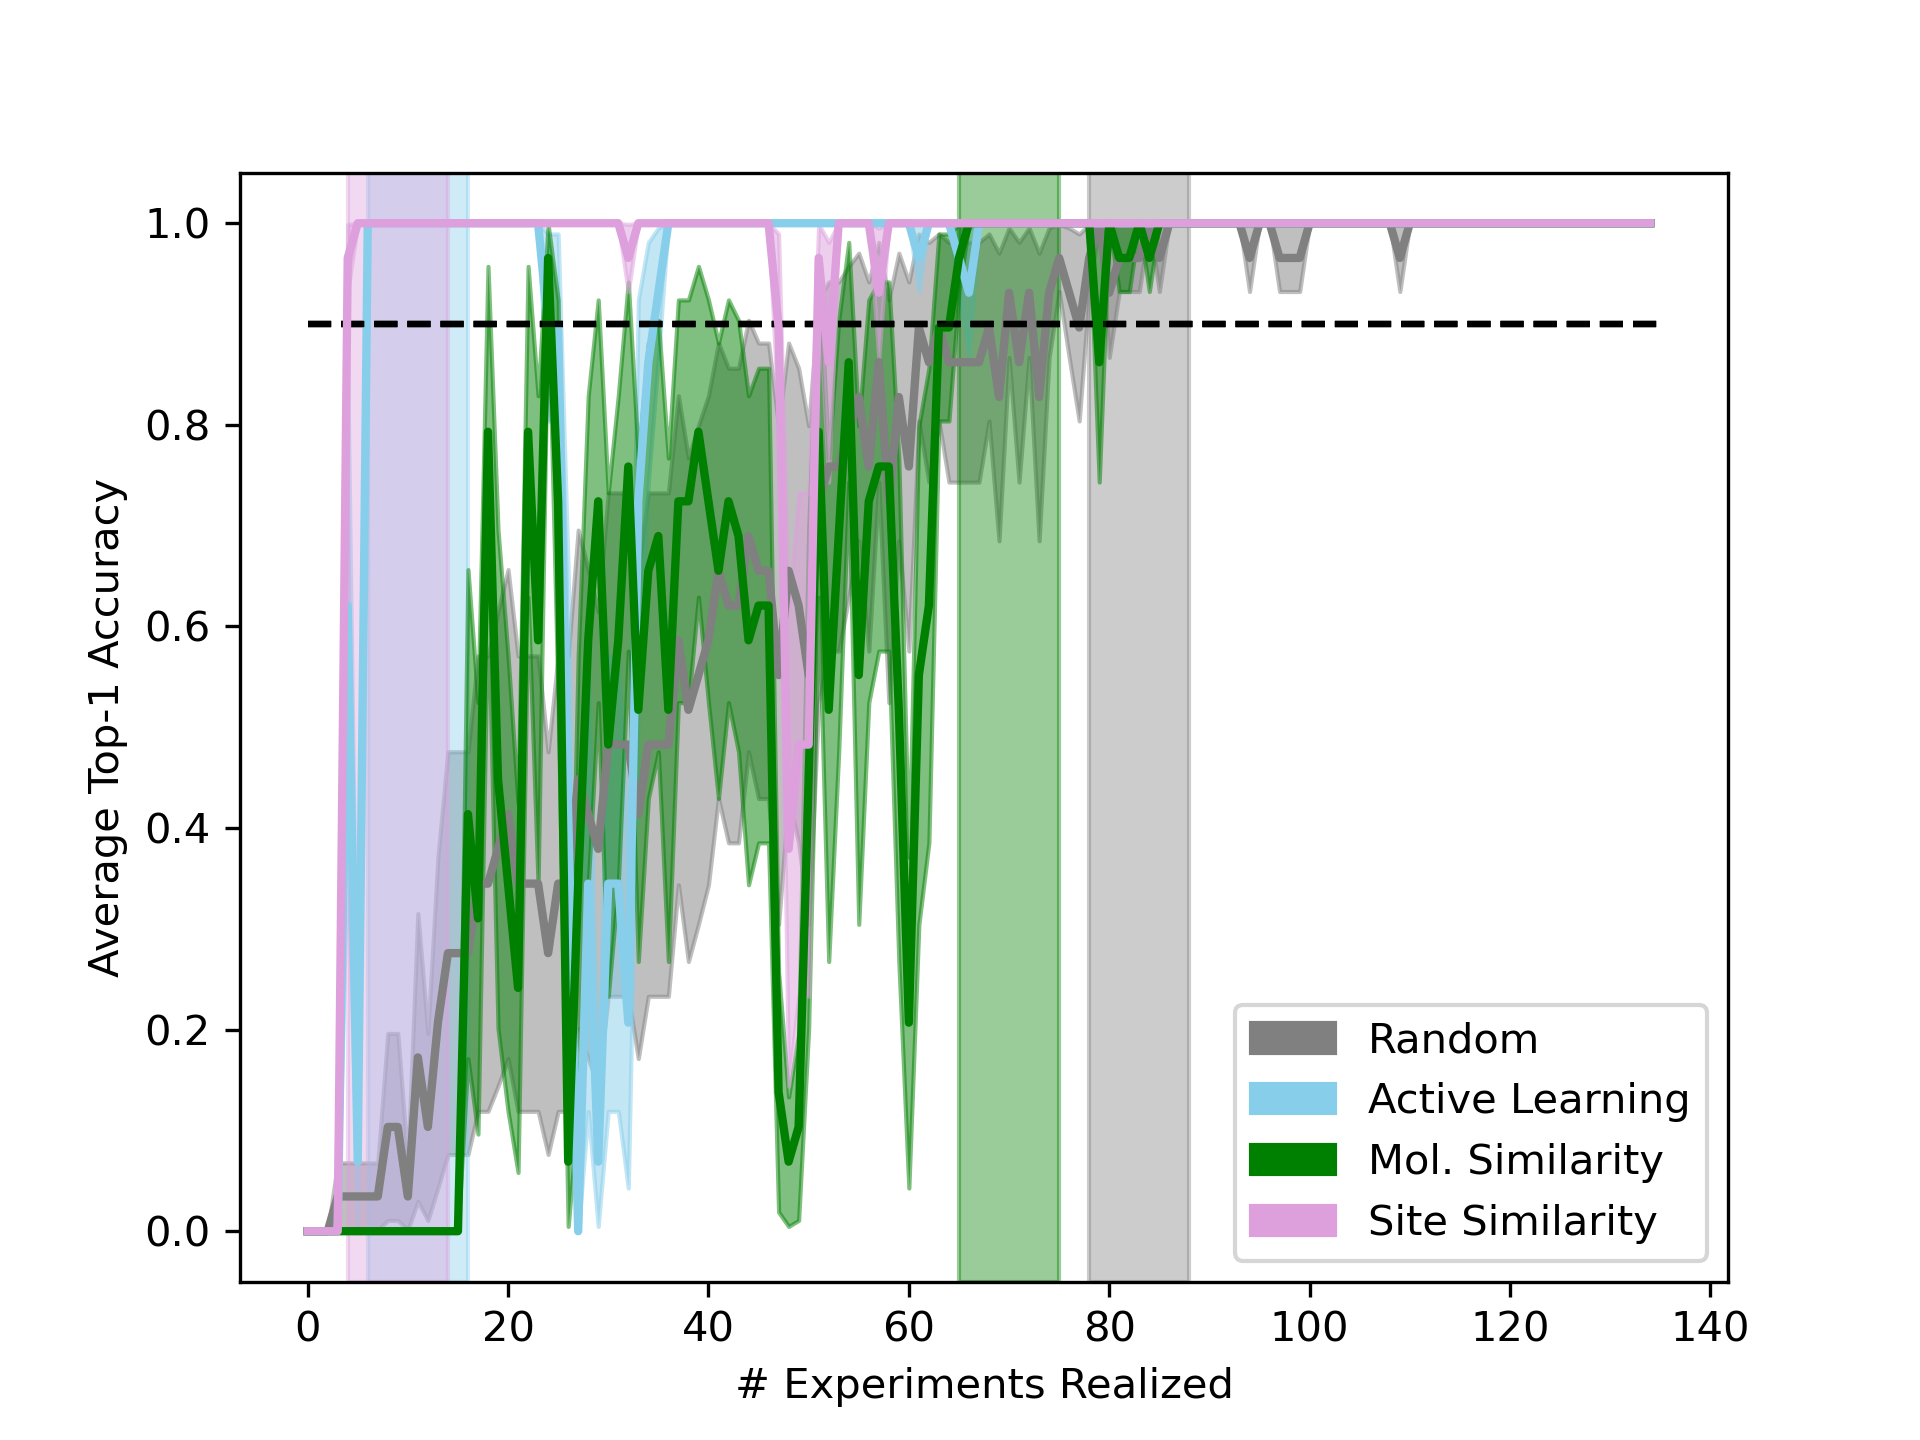 1.0
0.8
0.6
0.4
0.2
0.0
Average Top-1 Accuracy
0 20 40 60 80 100 120 140
# Experiments Realized
Random
Active Learning
Mol. Similarity
Site Similarity